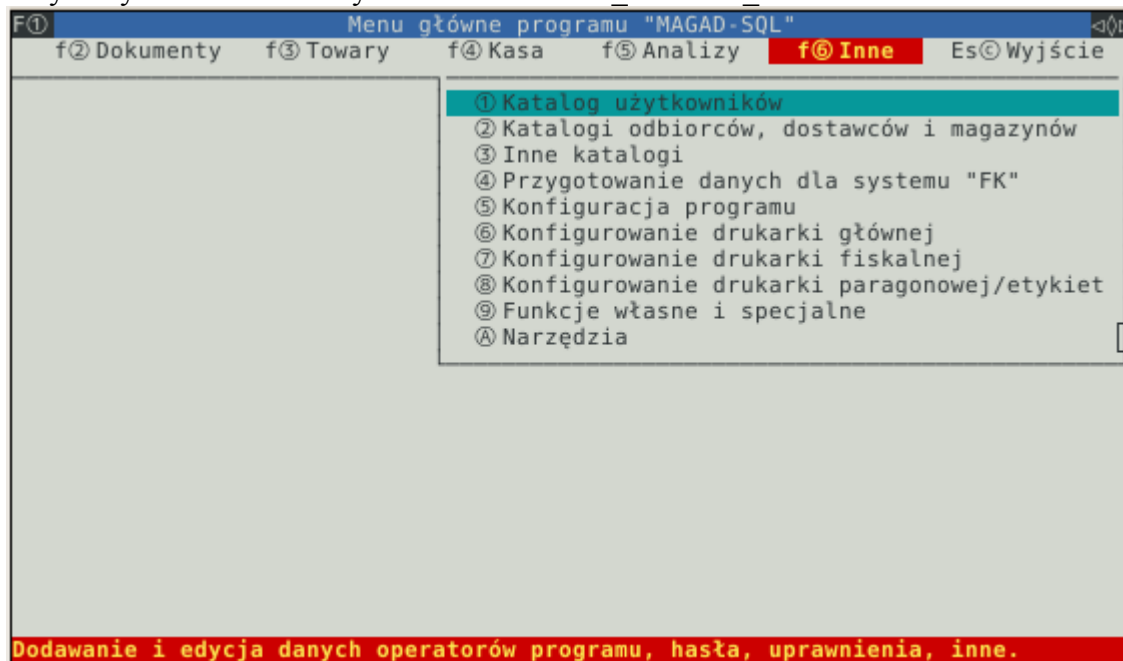 F① Menu główne programu "MAGAD-SQL"
f② Dokumenty f③ Towary f④ Kasa f⑤ Analizy f⑥ Inne Es© Wyjście
① Katalog użytkowników
② Katalogi odbiorców, dostawców i magazynów
③ Inne katalogi
④ Przygotowanie danych dla systemu "FK"
⑤ Konfiguracja programu
⑥ Konfigurowanie drukarki głównej
⑦ Konfigurowanie drukarki fiskalnej
⑧ Konfigurowanie drukarki paragonowej/etykiet
⑨ Funkcje własne i specjalne
Ⓐ Narzędzia
Dodawanie i edycja danych operatorów programu, hasła, uprawnienia, inne.